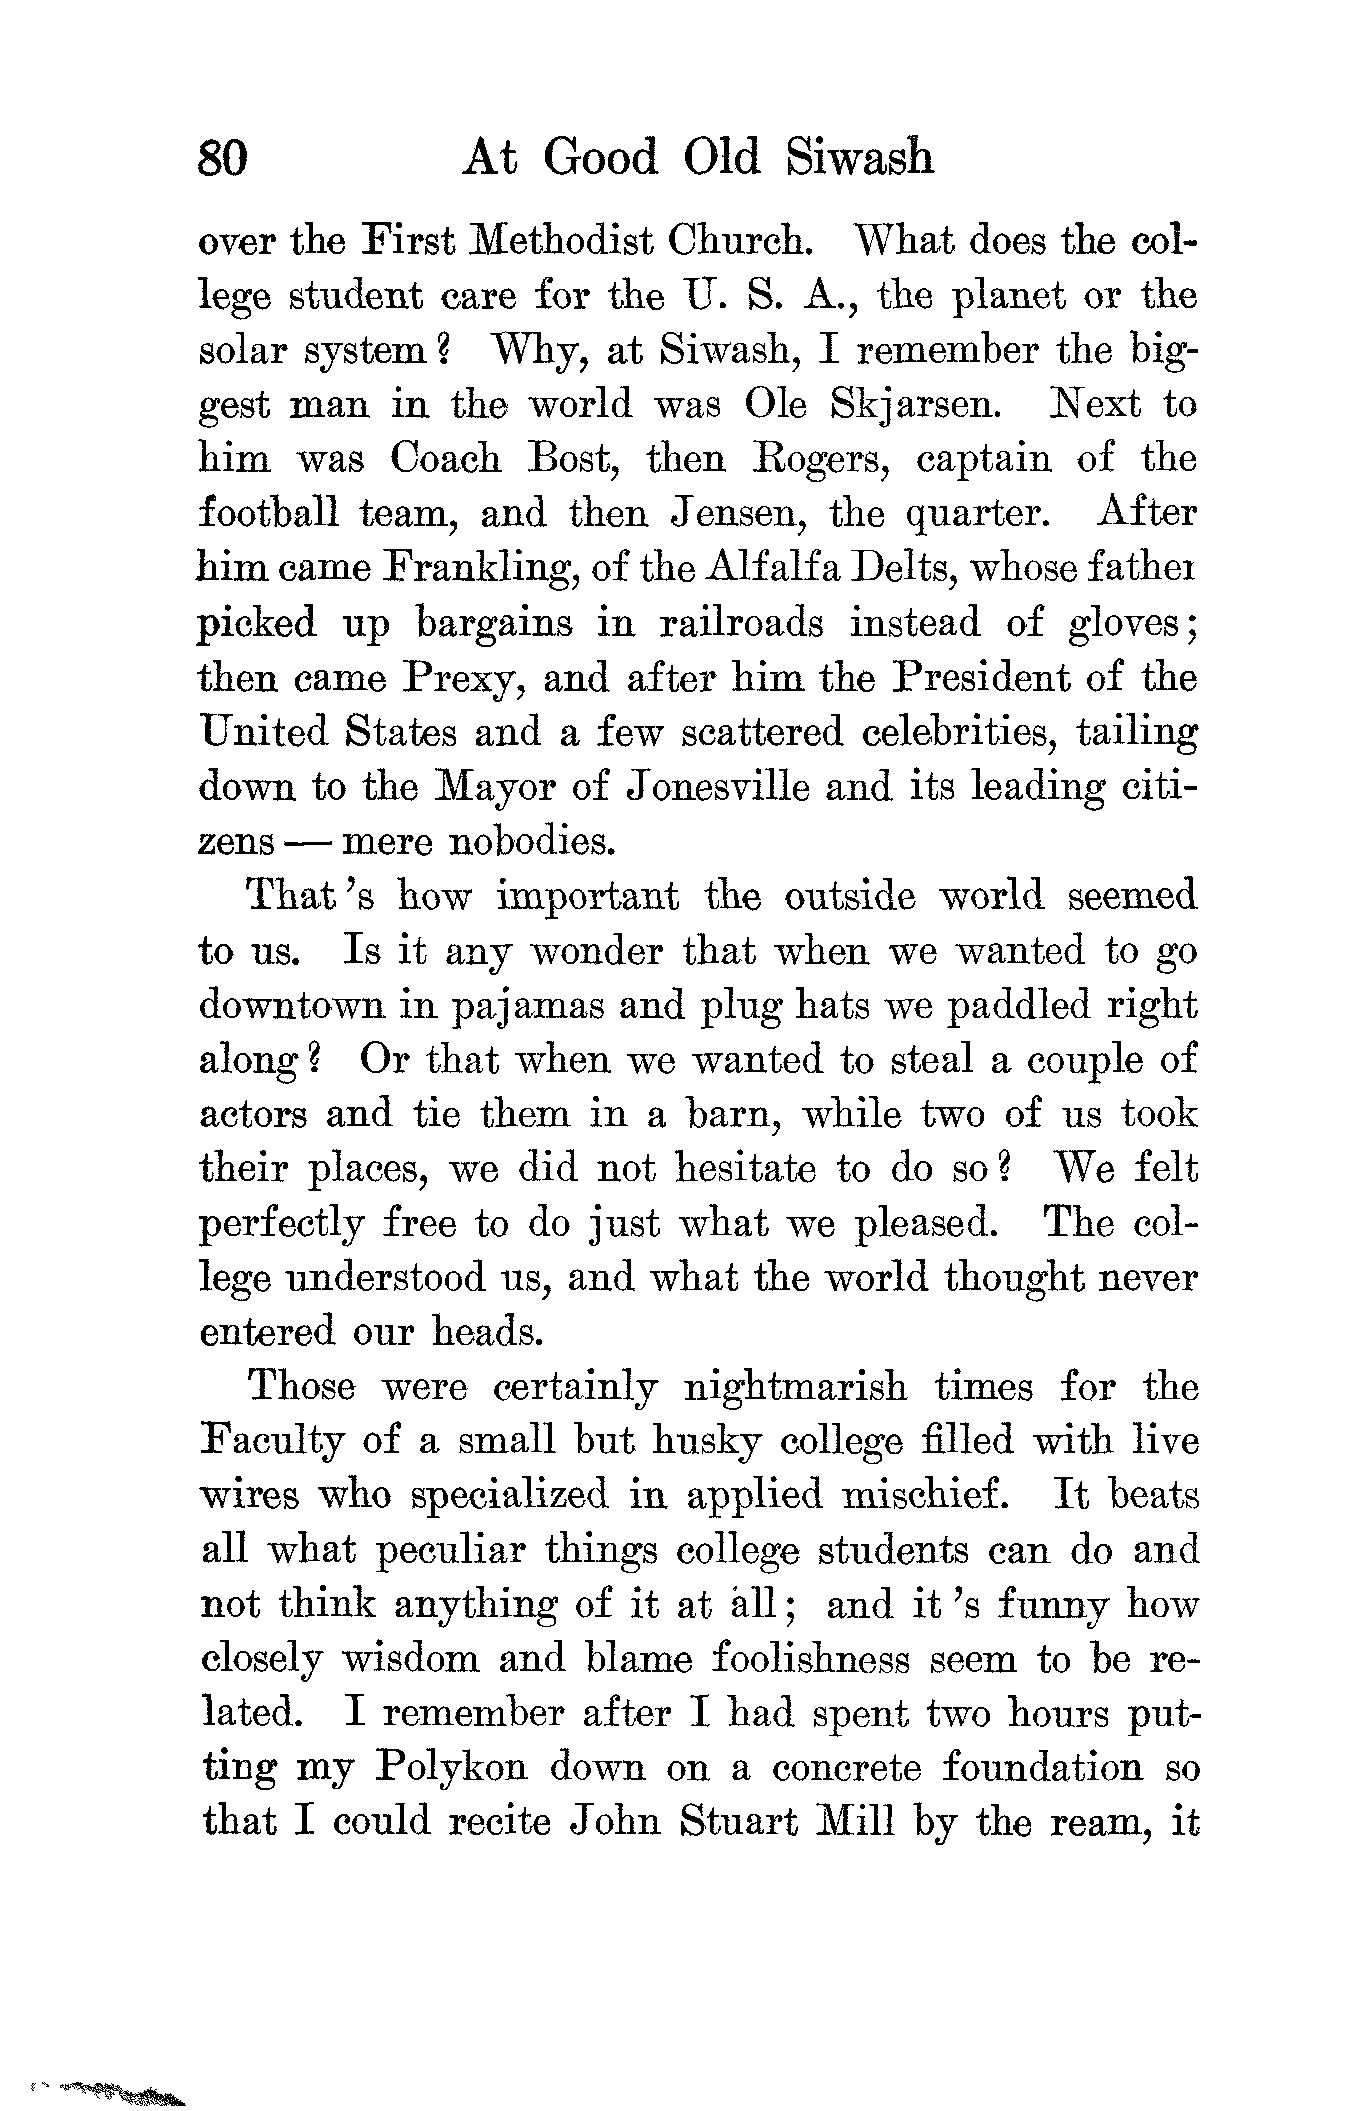 80 At Good Old Siwash
over the First Methodist Church. What does the col-
lege student care for the U. S. A., the planet or the
solar system? Why, at Siwash, I remember the big-
gest man in the world was Ole Skjarsen. Next to
him was Coach Bost, then Rogers, captain of the
football team, and then Jensen, the quarter. After
him came Frankling, of the Alfalfa Delts, whose father
picked up bargains in railroads instead of gloves;
then came Prexy, and after him the President of the
United States and a few scattered celebrities, tailing
down to the Mayor of Jonesville and its leading citi-
zens — mere nobodies.
That's how important the outside world seemed
to us. Is it any wonder that when we wanted to go
downtown in pajamas and plug hats we paddled right
along? Or that when we wanted to steal a couple of
actors and tie them in a barn, while two of us took
their places, we did not hesitate to do so? We felt
perfectly free to do just what we pleased. The col-
lege understood us, and what the world thought never
entered our heads.
Those were certainly nightmarish times for the
Faculty of a small but husky college filled with live
wires who specialized in applied mischief. It beats
all what peculiar things college students can do and
not think anything of it at all; and it's funny how
closely wisdom and blame foolishness seem to be re-
lated. I remember after I had spent two hours put-
ting my Polykon down on a concrete foundation so
that I could recite John Stuart Mill by the ream, it